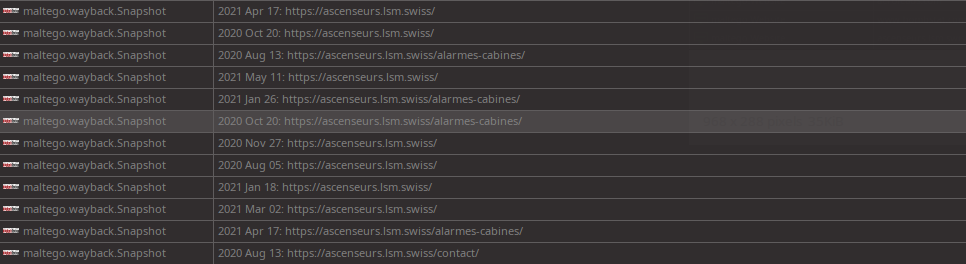 maltego.wayback.Snapshot 2021 Apr 17: https://ascenseurs.lsm.swiss/
maltego.wayback.Snapshot 2020 Oct 20: https://ascenseurs.lsm.swiss/
maltego.wayback.Snapshot 2020 Aug 13: https://ascenseurs.lsm.swiss/alarmes-cabines/
maltego.wayback.Snapshot 2021 May 11: https://ascenseurs.lsm.swiss/
maltego.wayback.Snapshot 2021 Jan 26: https://ascenseurs.lsm.swiss/alarmes-cabines/
maltego.wayback.Snapshot 2020 Oct 20: https://ascenseurs.lsm.swiss/alarmes-cabines/
maltego.wayback.Snapshot 2020 Nov 27: https://ascenseurs.lsm.swiss/
maltego.wayback.Snapshot 2020 Aug 05: https://ascenseurs.lsm.swiss/
maltego.wayback.Snapshot 2021 Jan 18: https://ascenseurs.lsm.swiss/
maltego.wayback.Snapshot 2021 Mar 02: https://ascenseurs.lsm.swiss/
maltego.wayback.Snapshot 2021 Apr 17: https://ascenseurs.lsm.swiss/alarmes-cabines/
maltego.wayback.Snapshot 2020 Aug 13: https://ascenseurs.lsm.swiss/contact/